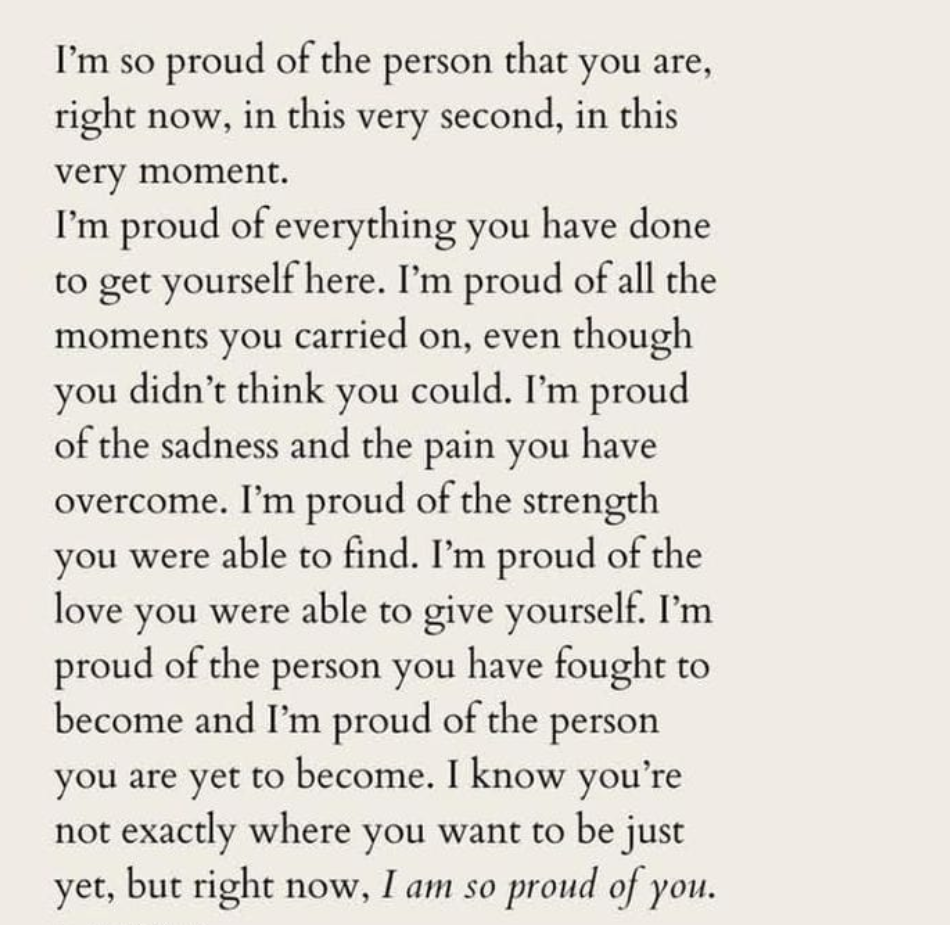 I’m so proud of the person that you are,
right now, in this very second, in this
very moment.
I’m proud of everything you have done
to get yourself here. I’m proud of all the
moments you carried on, even though
you didn’t think you could. I’m proud
of the sadness and the pain you have
overcome. I’m proud of the strength
you were able to find. I’m proud of the
love you were able to give yourself. I’m
proud of the person you have fought to
become and I’m proud of the person
you are yet to become. I know you’re
not exactly where you want to be just
yet, but right now, I am so proud of you.